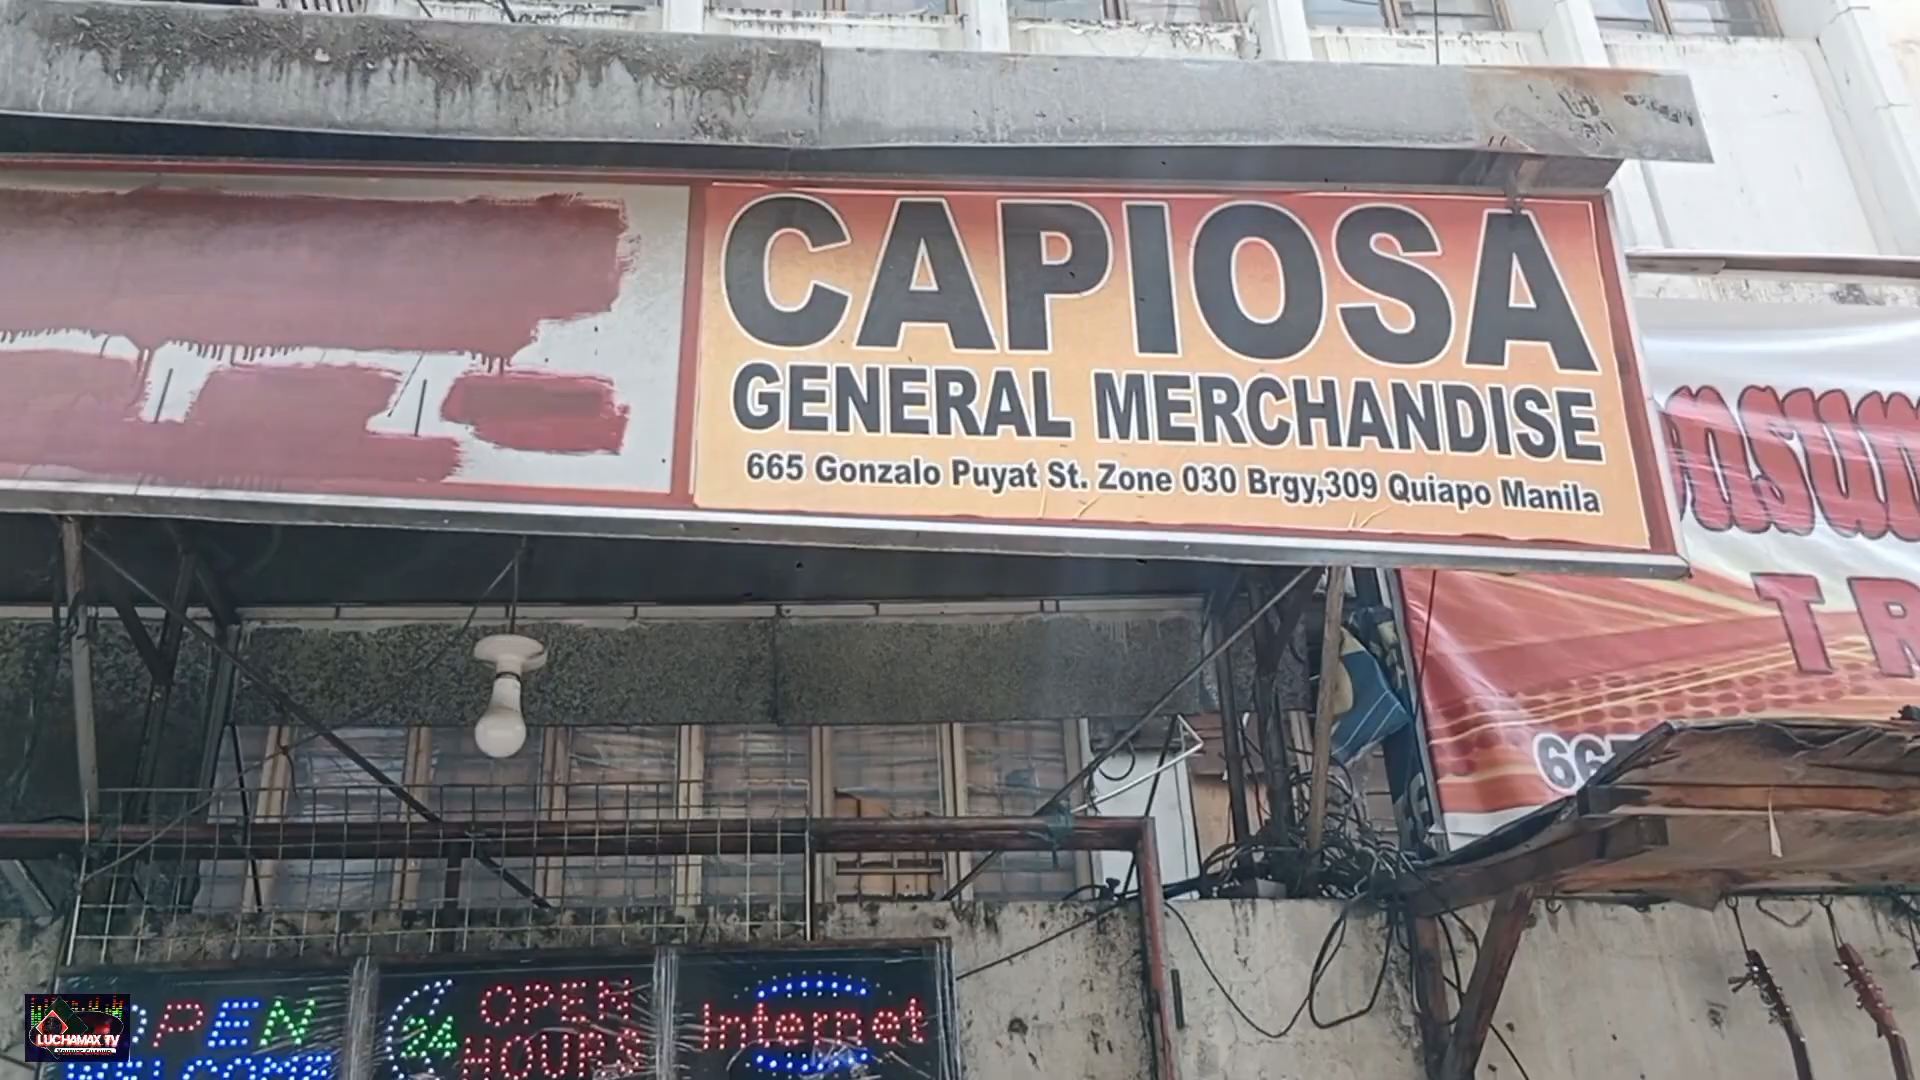 CAPIOSA
GENERAL MERCHANDISE
665 Gonzalo Puyat St. Zone 030 Brgy,309 Quiapo Manila
OPEN
WELCOME
24
OPEN
HOURS
Internet
LUCHAMAX TV